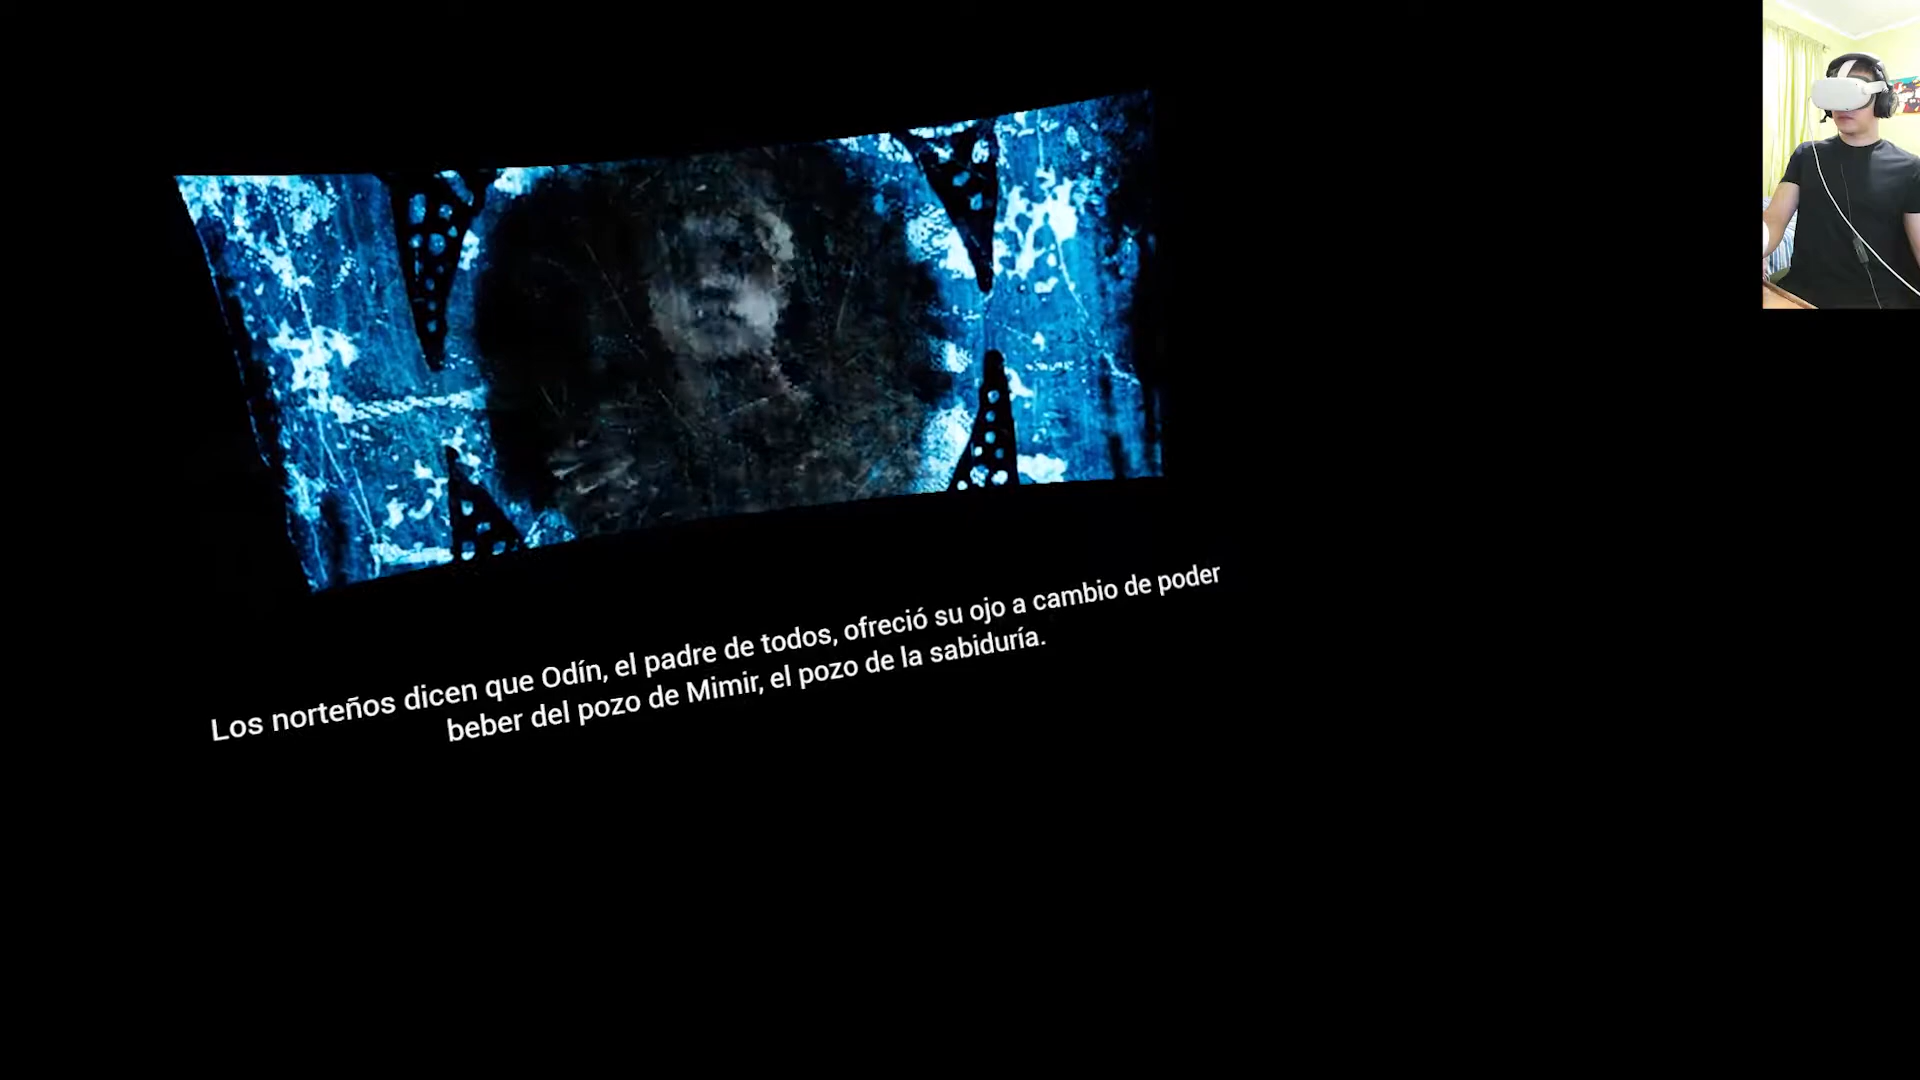 Los norteños dicen que Odín, el padre de todos, ofreció su ojo a cambio de poder
beber del pozo de Mimir, el pozo de la sabiduría.